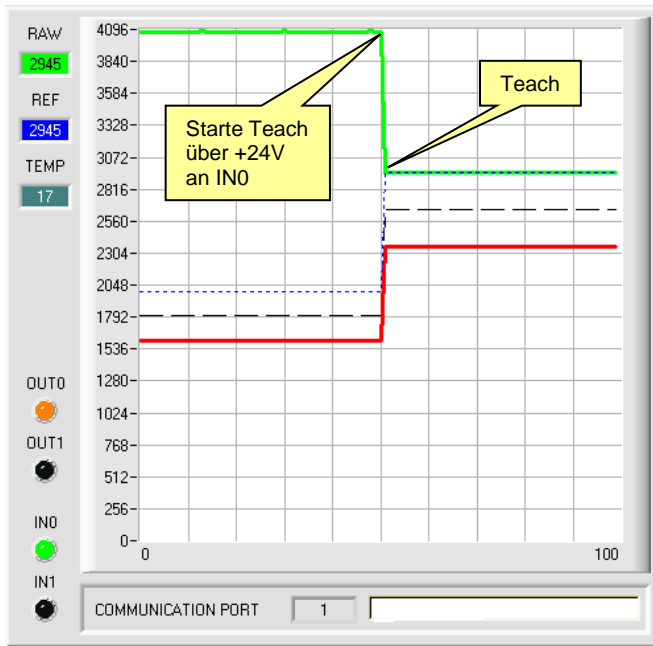 RAW
2945
REF
2945
TEMP
17
OUT0
OUT1
IN0
IN1
4096
3840
3584
3328
3072
2816
2560
2304
2048
1792
1536
1280
1024
768
512
256
0
0
100
Starte Teach
über +24V
an IN0
Teach
COMMUNICATION PORT 1